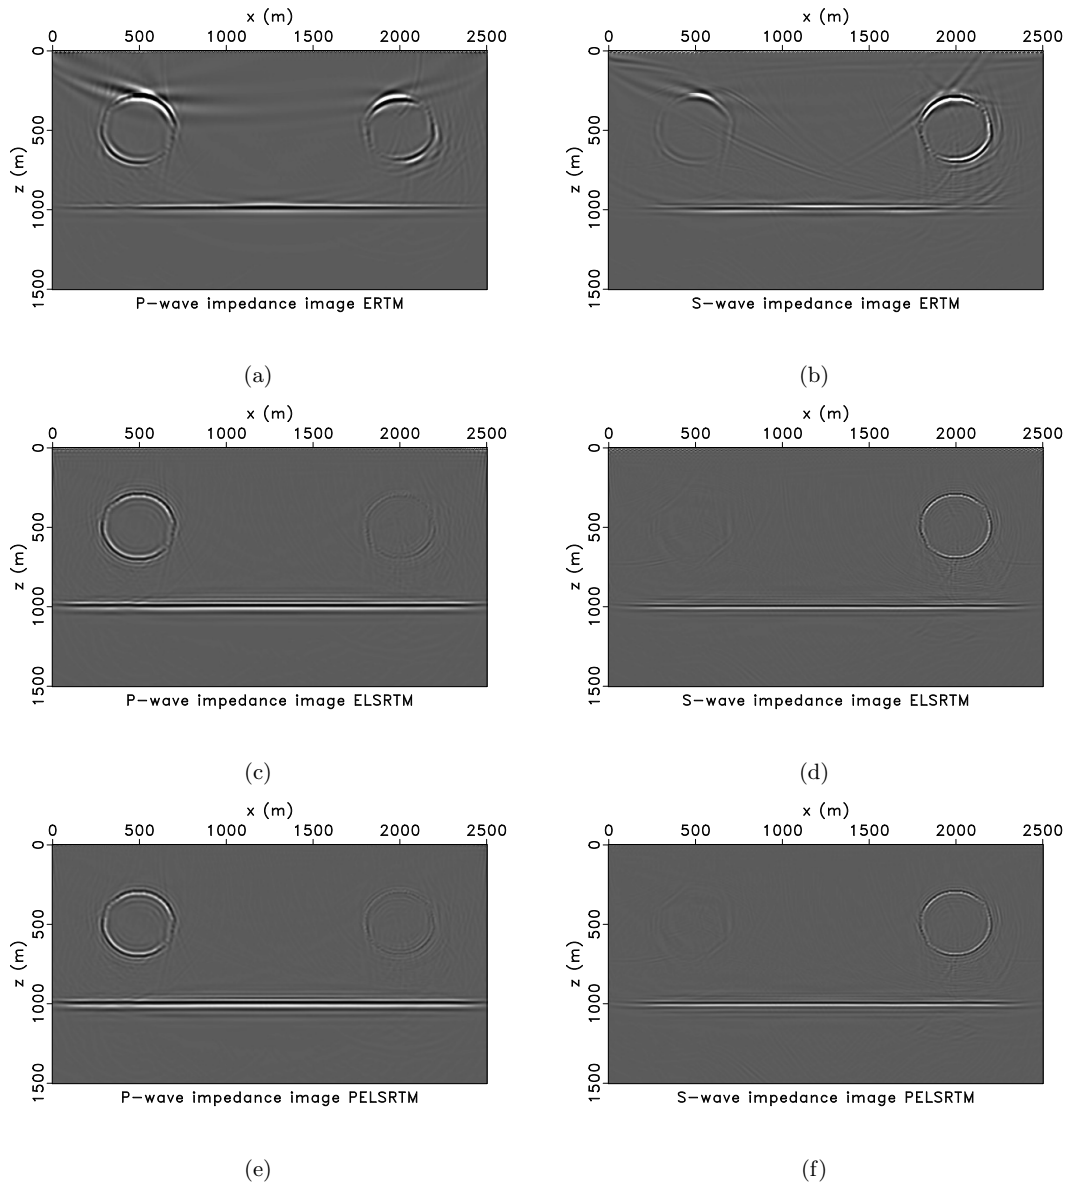 x (m)
x (m)
0 500 1000 1500 2000 2500
0 500 1000 1500 2000 2500
0
500
1000
1500
z (m)
0
500
1000
1500
z (m)
P-wave impedance image ERTM
S-wave impedance image ERTM
(a)
(b)
x (m)
x (m)
0 500 1000 1500 2000 2500
0 500 1000 1500 2000 2500
0
500
1000
1500
z (m)
0
500
1000
1500
z (m)
P-wave impedance image ELSRTM
S-wave impedance image ELSRTM
(c)
(d)
x (m)
x (m)
0 500 1000 1500 2000 2500
0 500 1000 1500 2000 2500
0
500
1000
1500
z (m)
0
500
1000
1500
z (m)
P-wave impedance image PELSRTM
S-wave impedance image PELSRTM
(e)
(f)